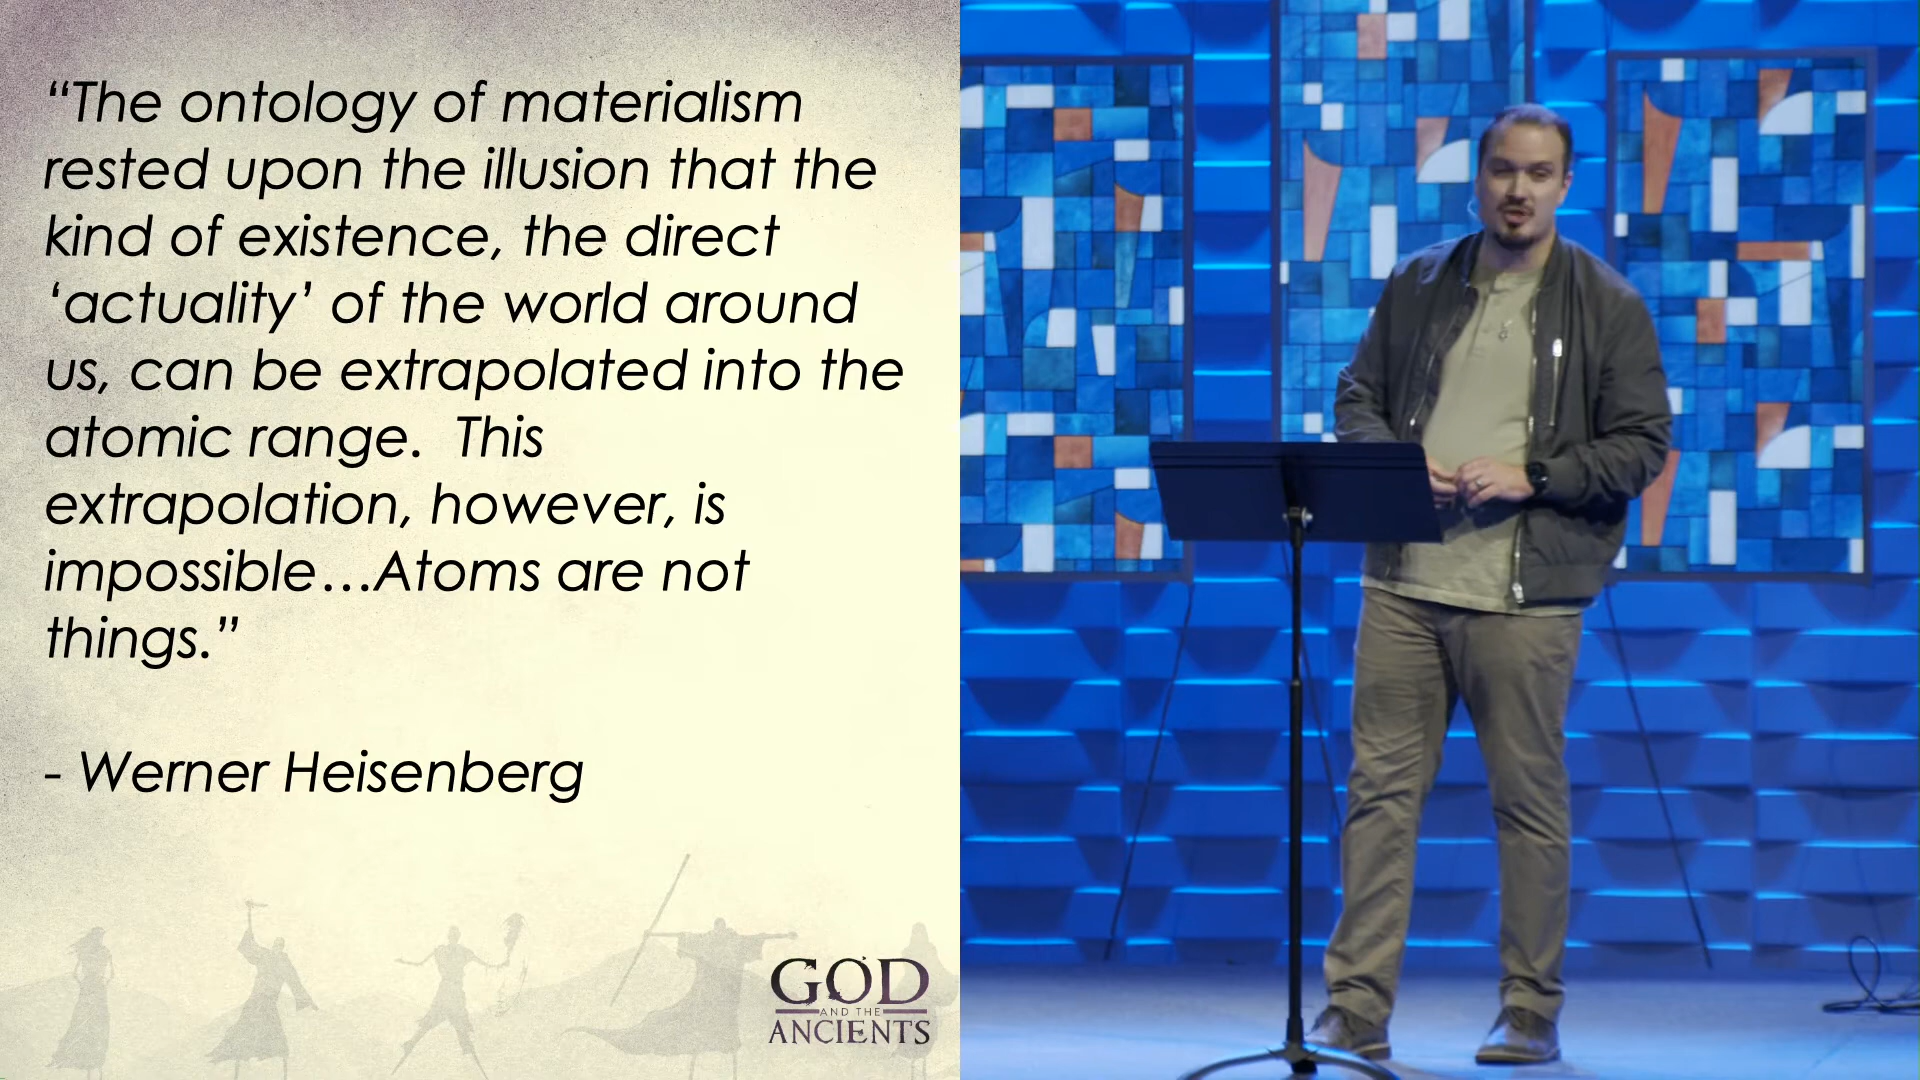 “The ontology of materialism
rested upon the illusion that the
kind of existence, the direct
‘actuality’ of the world around
us, can be extrapolated into the
atomic range.  This
extrapolation, however, is
impossible…Atoms are not
things.”
- Werner Heisenberg
GOD
AND THE
ANCIENTS